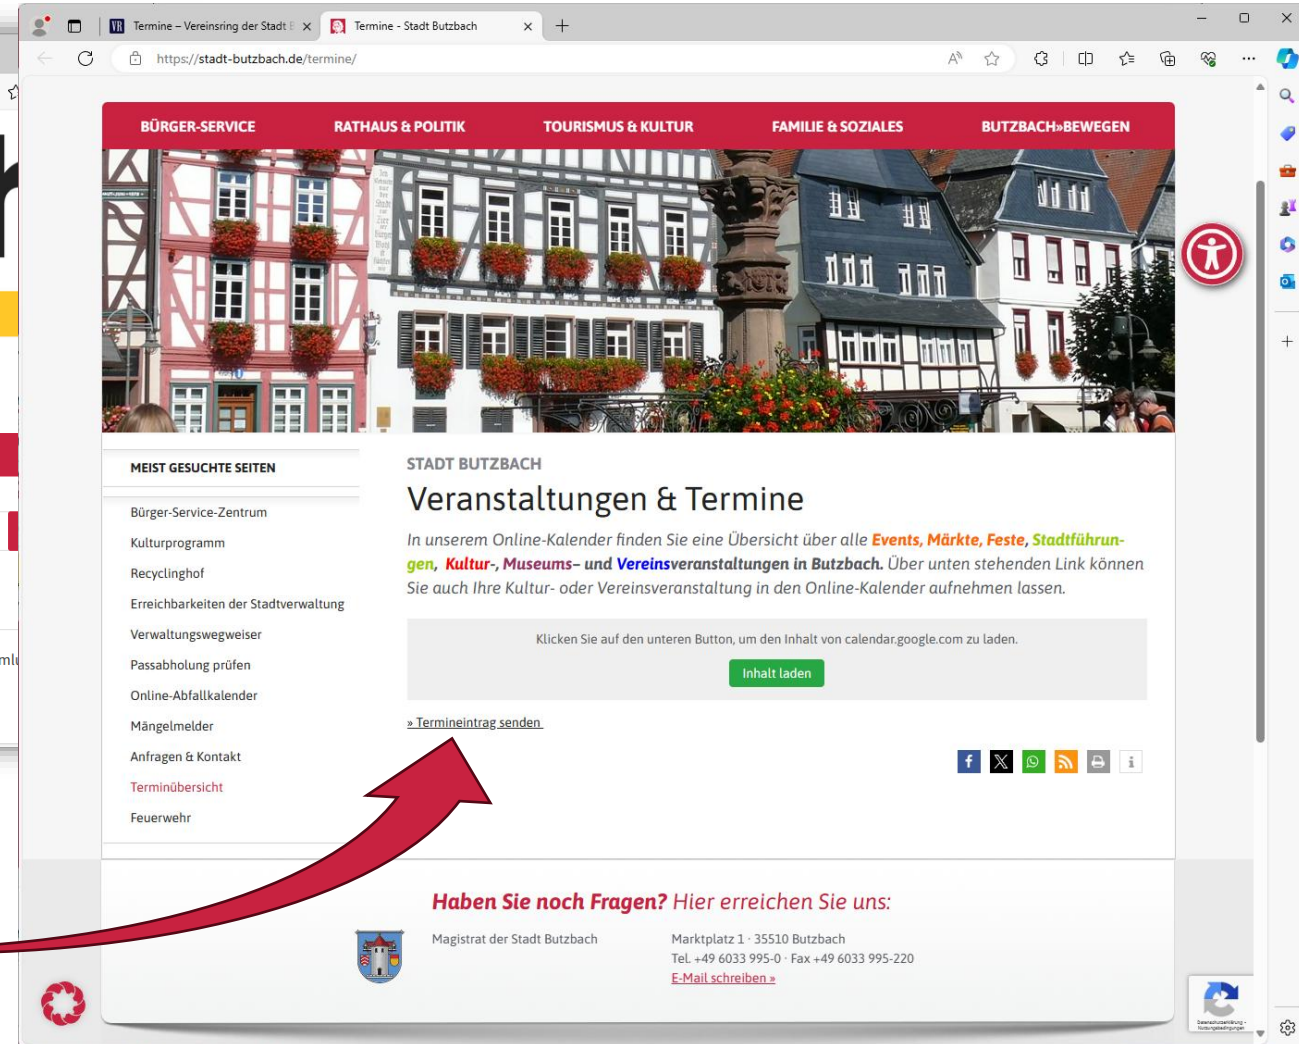 Termine – Vereinsring der Stadt B
Termine - Stadt Butzbach
https://stadt-butzbach.de/termine/
BÜRGER-SERVICE
RATHAUS & POLITIK
TOURISMUS & KULTUR
FAMILIE & SOZIALES
BUTZBACH»BEWEGEN
MEIST GESUCHTE SEITEN
Bürger-Service-Zentrum
Kulturprogramm
Recyclinghof
Erreichbarkeiten der Stadtverwaltung
Verwaltungswegweiser
Passabholung prüfen
Online-Abfallkalender
Mängelmelder
Anfragen & Kontakt
Terminübersicht
Feuerwehr
STADT BUTZBACH
Veranstaltungen & Termine
In unserem Online-Kalender finden Sie eine Übersicht über alle Events, Märkte, Feste, Stadtführun-
gen, Kultur-, Museums– und Vereinsveranstaltungen in Butzbach. Über unten stehenden Link können
Sie auch Ihre Kultur- oder Vereinsveranstaltung in den Online-Kalender aufnehmen lassen.
Klicken Sie auf den unteren Button, um den Inhalt von calendar.google.com zu laden.
Inhalt laden
» Termineintrag senden
Haben Sie noch Fragen? Hier erreichen Sie uns:
Magistrat der Stadt Butzbach
Marktplatz 1 · 35510 Butzbach
Tel. +49 6033 995-0 · Fax +49 6033 995-220
E-Mail schreiben »
Datenschutzerklärung -
Nutzungsbedingungen